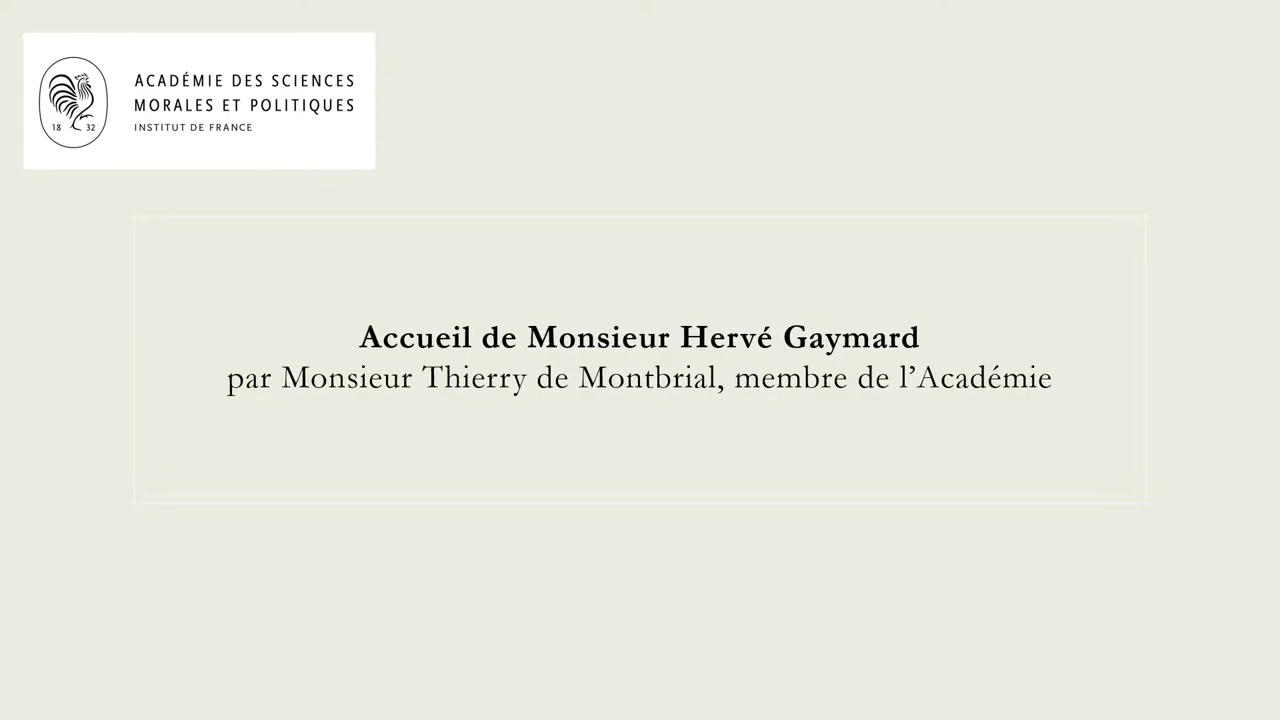 ACADÉMIE DES SCIENCES
MORALES ET POLITIQUES
INSTITUT DE FRANCE
18 32
Accueil de Monsieur Hervé Gaymard
par Monsieur Thierry de Montbrial, membre de l’Académie